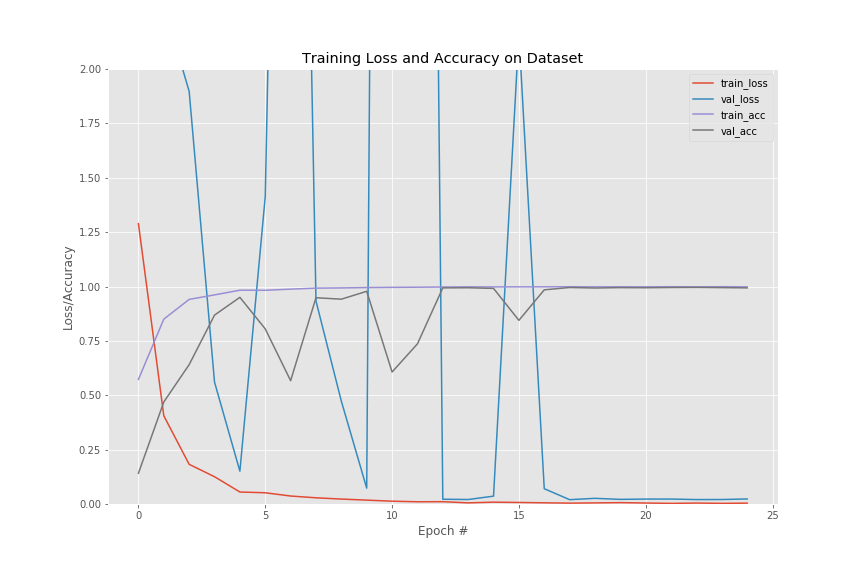 Training Loss and Accuracy on Dataset
2.00
1.75
1.50
1.25
1.00
0.75
0.50
0.25
0.00
Loss/Accuracy
train_loss
val_loss
train_acc
val_acc
0 5 10 15 20 25
Epoch #